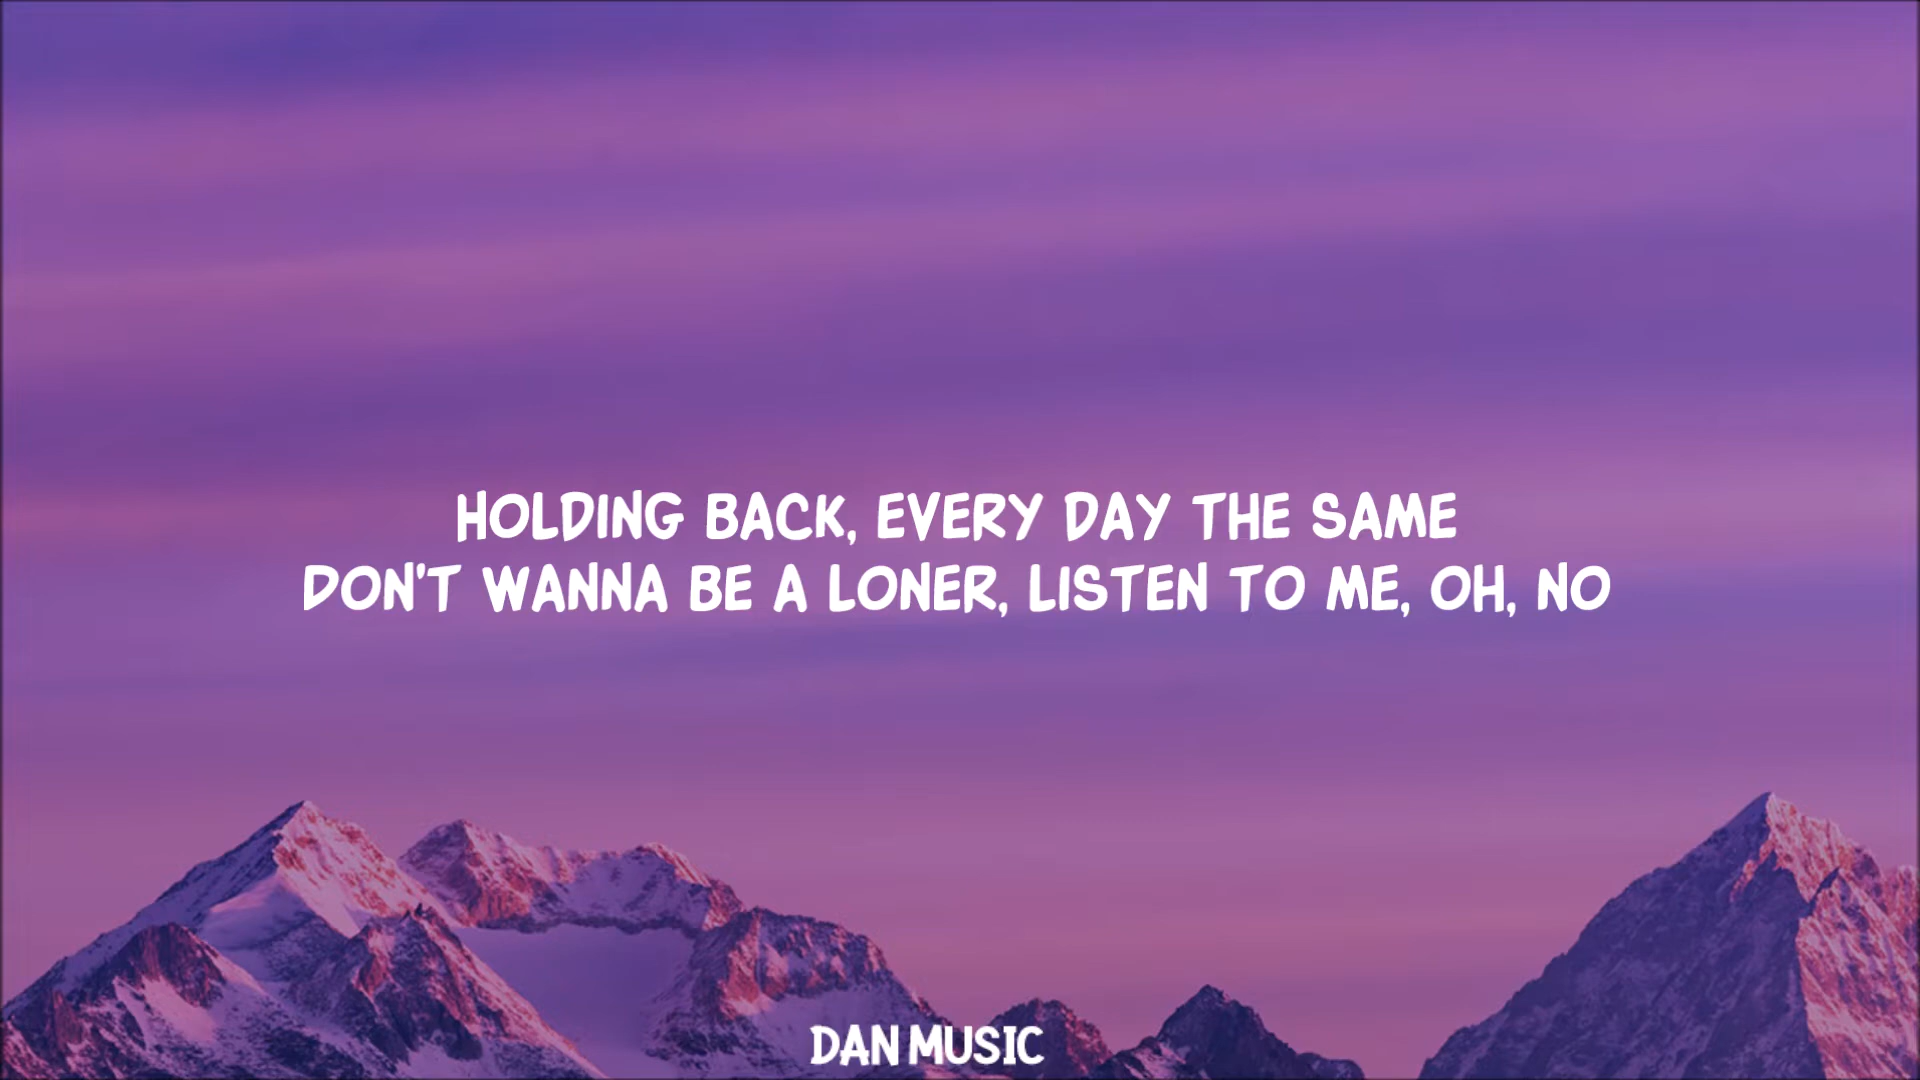 HOLDING BACK, EVERY DAY THE SAME
DON'T WANNA BE A LONER, LISTEN TO ME, OH, NO
DAN MUSIC